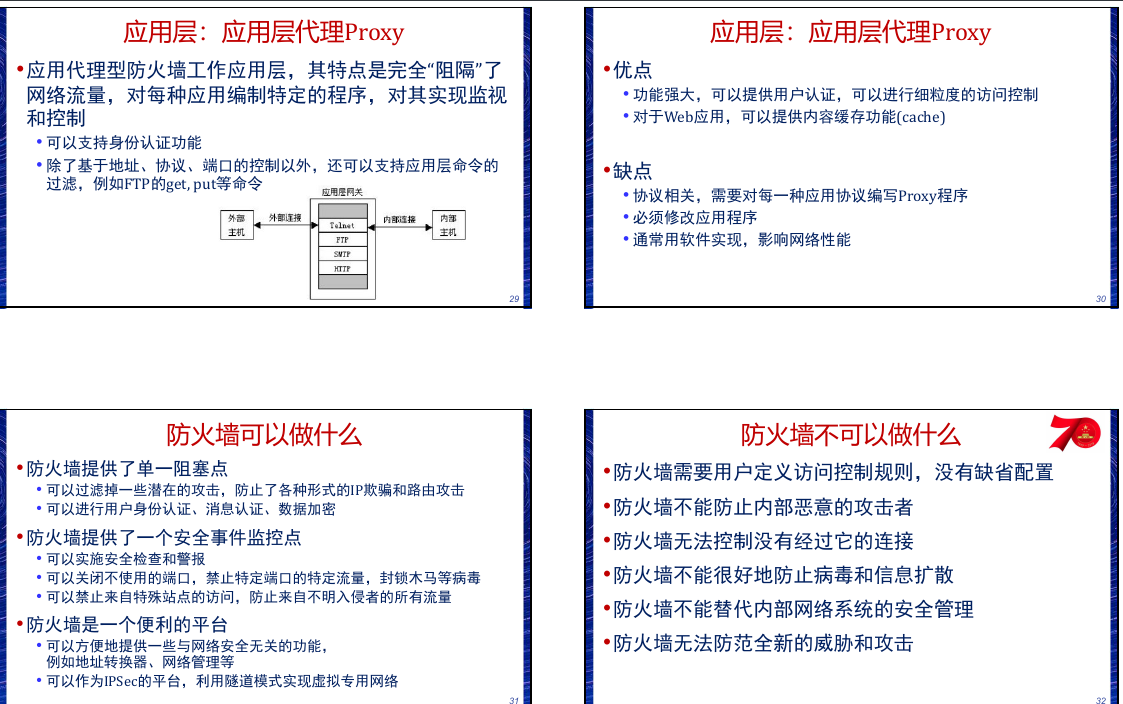 应用层：应用层代理Proxy
•应用代理型防火墙工作应用层，其特点是完全“阻隔”了
网络流量，对每种应用编制特定的程序，对其实现监视
和控制
•可以支持身份认证功能
•除了基于地址、协议、端口的控制以外，还可以支持应用层命令的
过滤，例如FTP的get, put等命令
应用层网关
外部
主机
外部连接
Telnet
FTP
SMTP
HTTP
内部连接
内部
主机
29
应用层：应用层代理Proxy
•优点
•功能强大，可以提供用户认证，可以进行细粒度的访问控制
•对于Web应用，可以提供内容缓存功能(cache)
•缺点
•协议相关，需要对每一种应用协议编写Proxy程序
•必须修改应用程序
•通常用软件实现，影响网络性能
30
防火墙可以做什么
•防火墙提供了单一阻塞点
•可以过滤掉一些潜在的攻击，防止了各种形式的IP欺骗和路由攻击
•可以进行用户身份认证、消息认证、数据加密
•防火墙提供了一个安全事件监控点
•可以实施安全检查和警报
•可以关闭不使用的端口，禁止特定端口的特定流量，封锁木马等病毒
•可以禁止来自特殊站点的访问，防止来自不明入侵者的所有流量
•防火墙是一个便利的平台
•可以方便地提供一些与网络安全无关的功能，
例如地址转换器、网络管理等
•可以作为IPSec的平台，利用隧道模式实现虚拟专用网络
31
防火墙不可以做什么
70
•防火墙需要用户定义访问控制规则，没有缺省配置
•防火墙不能防止内部恶意的攻击者
•防火墙无法控制没有经过它的连接
•防火墙不能很好地防止病毒和信息扩散
•防火墙不能替代内部网络系统的安全管理
•防火墙无法防范全新的威胁和攻击
32